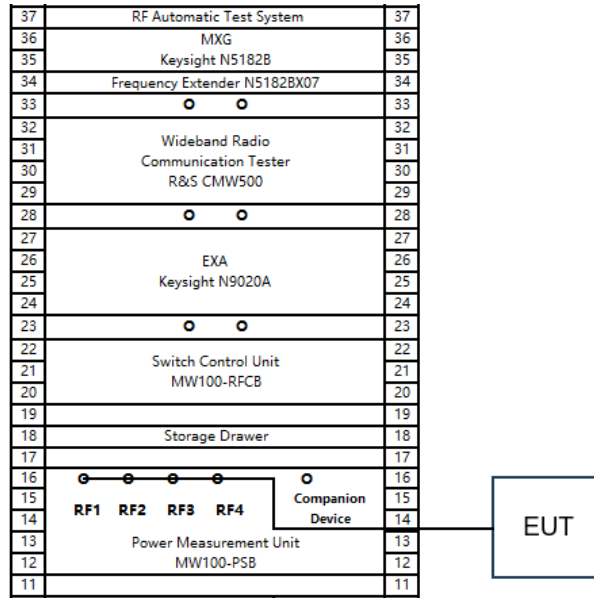 37 RF Automatic Test System 37
36 MXG 36
35 Keysight N5182B 35
34 Frequency Extender N5182BX07 34
33 33
32 32
31 Wideband Radio 31
30 Communication Tester 30
29 R&S CMW500 29
28 28
27 27
26 EXA 26
25 Keysight N9020A 25
24 24
23 23
22 22
21 Switch Control Unit 21
20 MW100-RFCB 20
19 19
18 Storage Drawer 18
17 17
16 16
15 RF1 RF2 RF3 RF4 Companion 15
14 Device 14
EUT
13 Power Measurement Unit 13
12 MW100-PSB 12
11 11